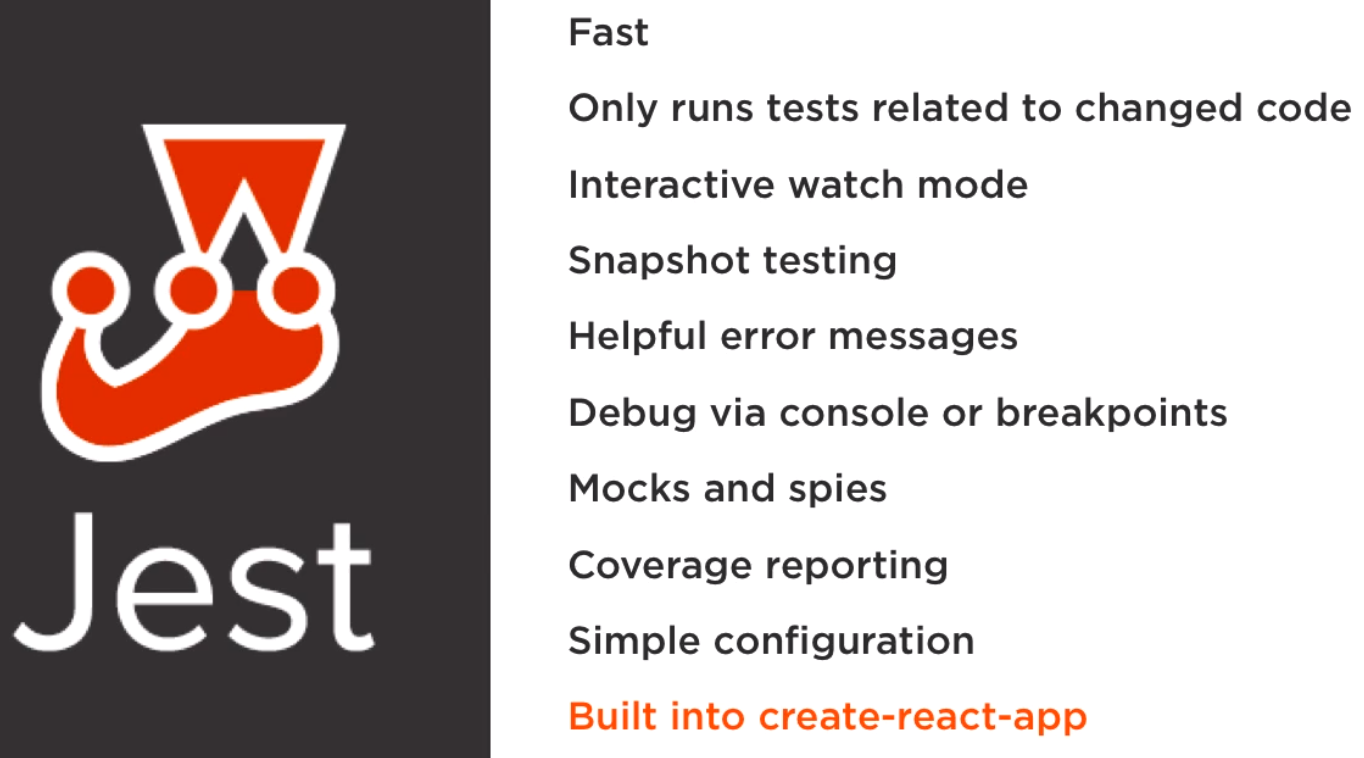 Jest
Fast
Only runs tests related to changed code
Interactive watch mode
Snapshot testing
Helpful error messages
Debug via console or breakpoints
Mocks and spies
Coverage reporting
Simple configuration
Built into create-react-app